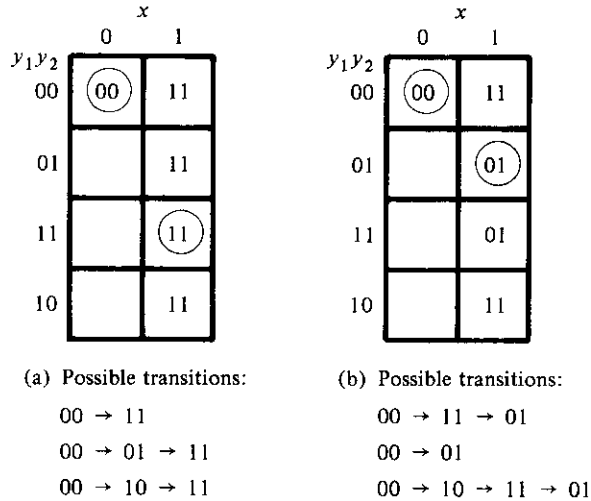 x x
0 1 0 1
y1y2 y1y2
00 00 11 00 00 11
01 11 01 01
11 11 11 01
10 11 10 11
(a) Possible transitions: (b) Possible transitions:
00 → 11 00 → 11 → 01
00 → 01 → 11 00 → 01
00 → 10 → 11 00 → 10 → 11 → 01